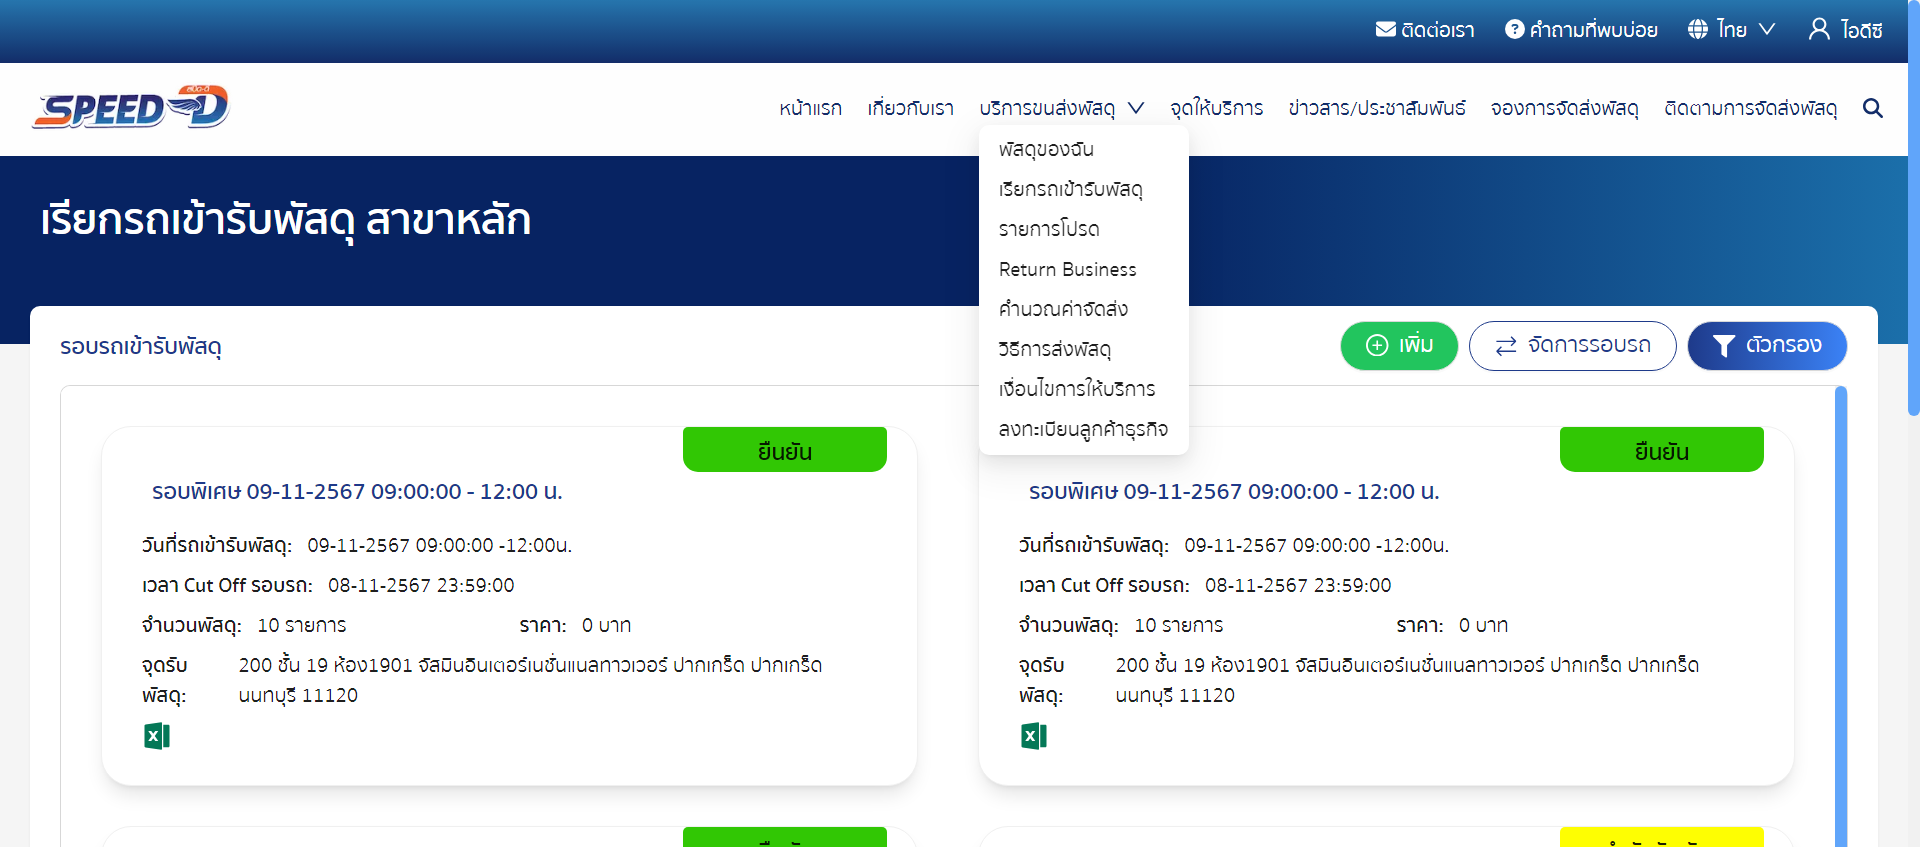 ติดต่อเรา คำถามที่พบบ่อย ไทย ไอดีซี
สปีด-ดี
SPEED-D
หน้าแรก เกี่ยวกับเรา บริการขนส่งพัสดุ จุดให้บริการ ข่าวสาร/ประชาสัมพันธ์ จองการจัดส่งพัสดุ ติดตามการจัดส่งพัสดุ
พัสดุของฉัน
เรียกรถเข้ารับพัสดุ
รายการโปรด
Return Business
คำนวณค่าจัดส่ง
วิธีการส่งพัสดุ
เงื่อนไขการให้บริการ
ลงทะเบียนลูกค้าธุรกิจ
เรียกรถเข้ารับพัสดุ สาขาหลัก
รอบรถเข้ารับพัสดุ
เพิ่ม จัดการรอบรถ ตัวกรอง
ยืนยัน
รอบพิเศษ 09-11-2567 09:00:00 - 12:00 น.
วันที่รถเข้ารับพัสดุ: 09-11-2567 09:00:00 -12:00น.
เวลา Cut Off รอบรถ: 08-11-2567 23:59:00
จำนวนพัสดุ: 10 รายการ ราคา: 0 บาท
จุดรับพัสดุ: 200 ชั้น 19 ห้อง1901 จัสมินอินเตอร์เนชั่นแนลทาวเวอร์ ปากเกร็ด ปากเกร็ด
นนทบุรี 11120
ยืนยัน
รอบพิเศษ 09-11-2567 09:00:00 - 12:00 น.
วันที่รถเข้ารับพัสดุ: 09-11-2567 09:00:00 -12:00น.
เวลา Cut Off รอบรถ: 08-11-2567 23:59:00
จำนวนพัสดุ: 10 รายการ ราคา: 0 บาท
จุดรับพัสดุ: 200 ชั้น 19 ห้อง1901 จัสมินอินเตอร์เนชั่นแนลทาวเวอร์ ปากเกร็ด ปากเกร็ด
นนทบุรี 11120